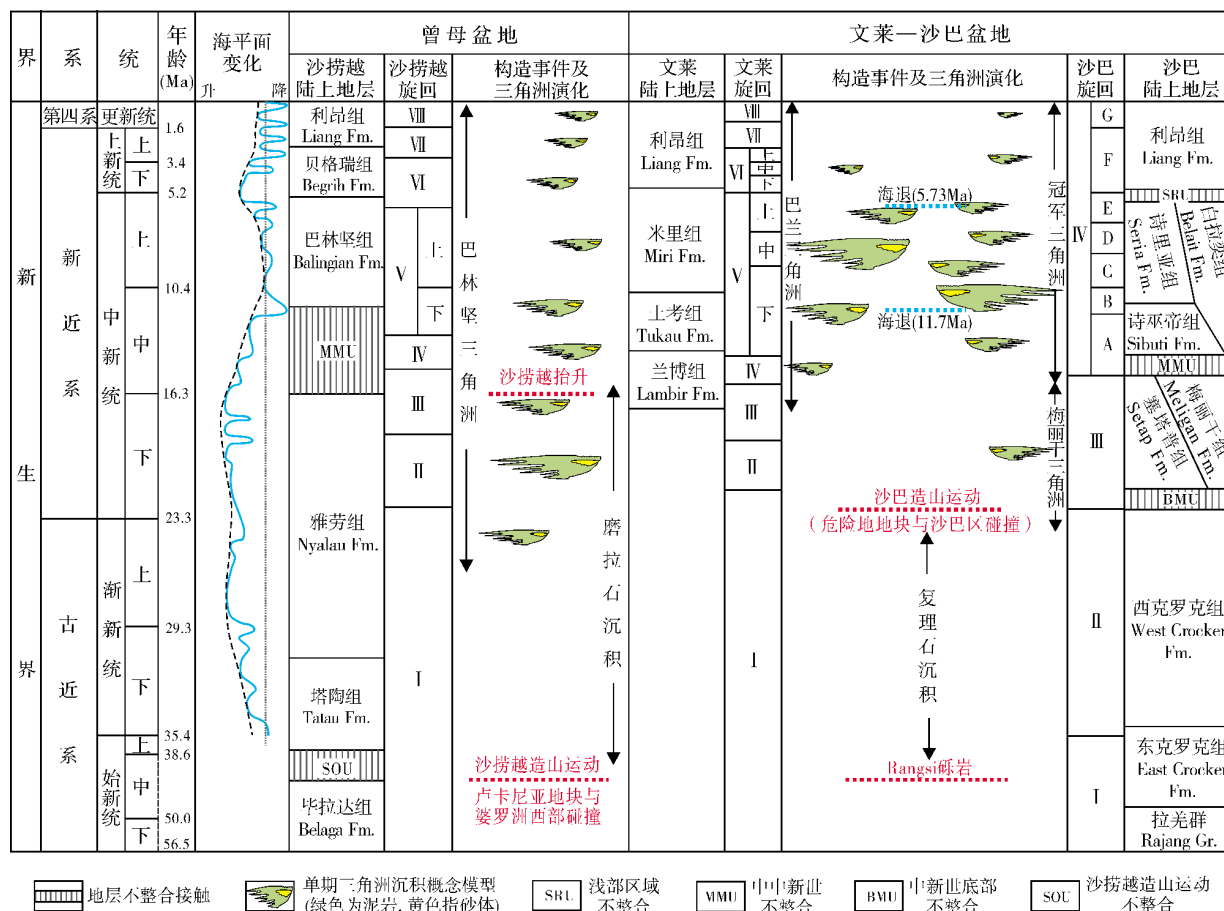 界
系
统
年龄
(Ma)
海平面
变化
升 降
曾母盆地
沙捞越
陆上地层
沙捞越
旋回
构造事件及
三角洲演化
文莱—沙巴盆地
文莱
陆上地层
文莱
旋回
构造事件及三角洲演化
沙巴
旋回
沙巴
陆上地层
新生界
第四系
新近系
古近系
更新统
上新统
上
下
中新统
上
中
下
渐新统
上
下
始新统
上
中
下
1.6
3.4
5.2
10.4
16.3
23.3
29.3
35.4
38.6
50.0
56.5
利昂组
Liang Fm.
贝格瑞组
Begrih Fm.
巴林坚组
Balingian Fm.
MMU
雅劳组
Nyalau Fm.
塔陶组
Tatau Fm.
SOU
毕拉达组
Belaga Fm.
Ⅷ
Ⅶ
Ⅵ
Ⅴ
上
下
Ⅳ
Ⅲ
Ⅱ
Ⅰ
巴林坚三角洲
沙捞越抬升
磨拉石沉积
沙捞越造山运动
卢卡尼亚地块与
婆罗洲西部碰撞
利昂组
Liang Fm.
米里组
Miri Fm.
土考组
Tukau Fm.
兰博组
Lambir Fm.
Ⅷ
Ⅶ
Ⅵ
上
中
下
Ⅴ
上
中
下
Ⅳ
Ⅲ
Ⅱ
Ⅰ
巴兰三角洲
海退(5.73Ma)
海退(11.7Ma)
冠军三角洲
梅丽干三角洲
沙巴造山运动
(危险地地块与沙巴区碰撞)
复理石沉积
Rangsi砾岩
Ⅳ
G
F
E
D
C
B
A
Ⅲ
Ⅱ
Ⅰ
利昂组
Liang Fm.
SRU
诗里亚组
Seria Fm.
白拉奕组
Belait Fm.
诗巫帝组
Sibuti Fm.
MMU
塞塔普组
Setap Fm.
梅丽干组
Meligan Fm.
BMU
西克罗克组
West Crocker
Fm.
东克罗克组
East Crocker
Fm.
拉羌群
Rajang Gr.
地层不整合接触
单期三角洲沉积概念模型
(绿色为泥岩,黄色指砂体)
SRU
浅部区域
不整合
MMU
中中新世
不整合
BMU
中新世底部
不整合
SOU
沙捞越造山运动
不整合